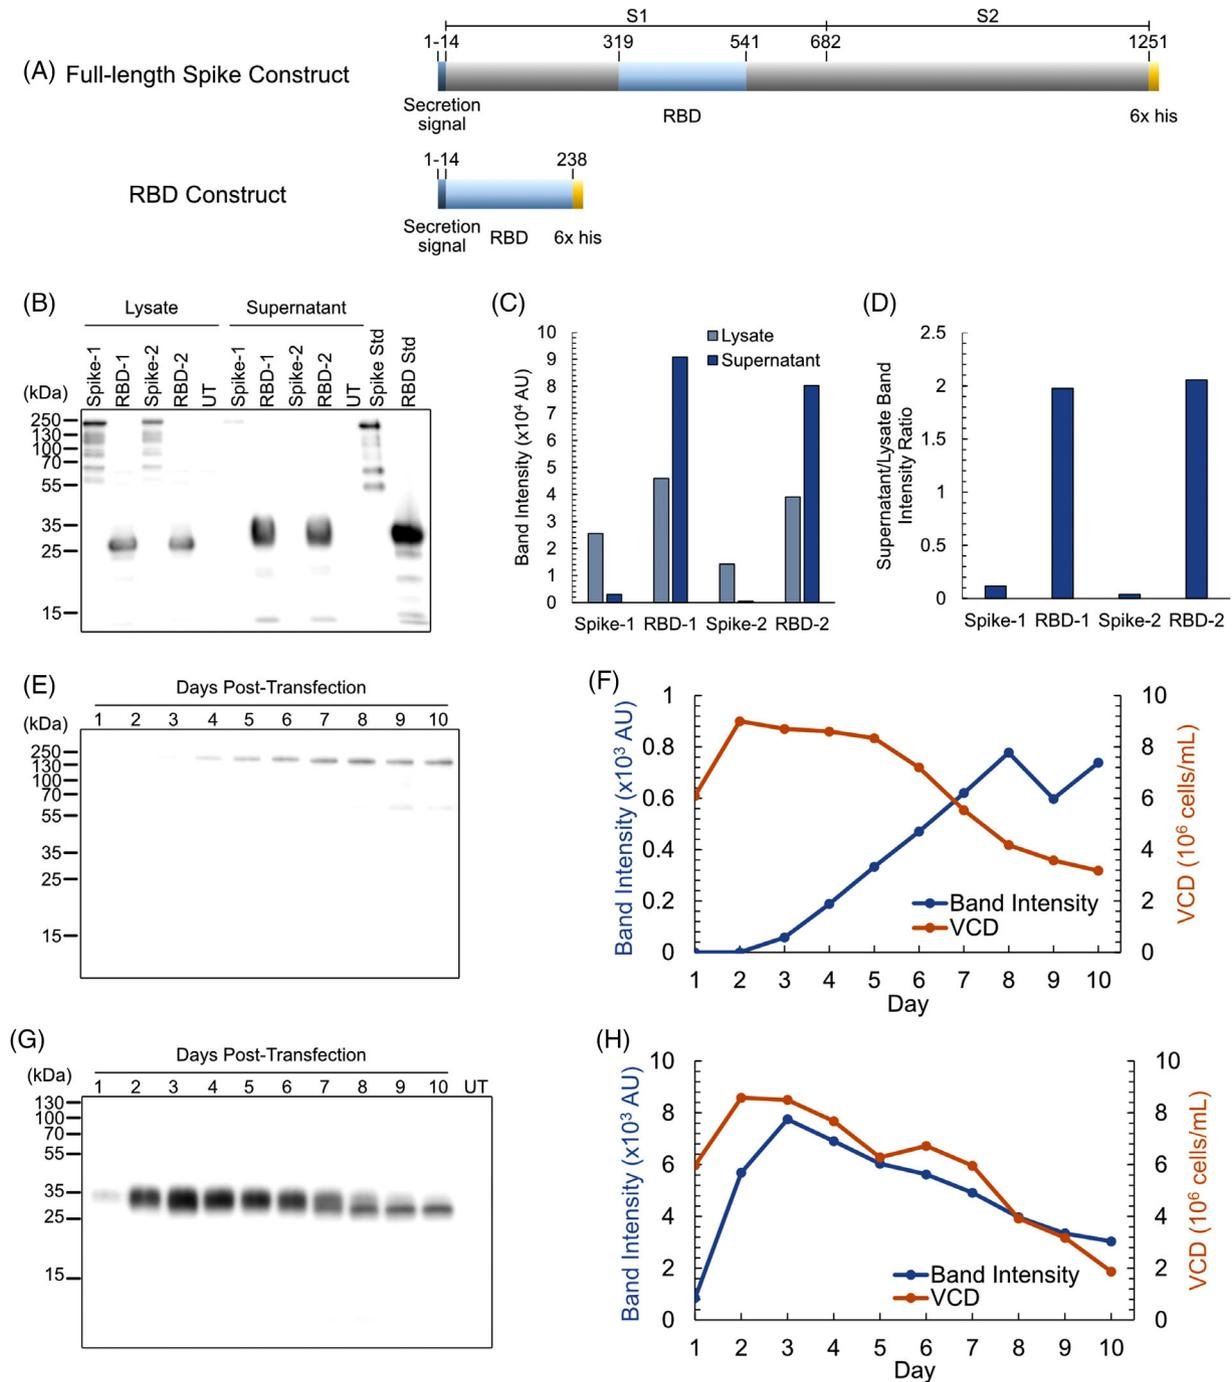 S1 S2
1-14 319 541 682 1251
(A) Full-length Spike Construct
Secretion signal RBD 6x his
1-14 238
RBD Construct
Secretion signal RBD 6x his
(B) Lysate Supernatant
(kDa) Spike-1 RBD-1 Spike-2 RBD-2 UT Spike-1 RBD-1 Spike-2 RBD-2 UT Spike Std RBD Std
250
130
100
70
55
35
25
15
(C)
Band Intensity (x10⁴ AU)
10
9
8
7
6
5
4
3
2
1
0
Lysate
Supernatant
Spike-1 RBD-1 Spike-2 RBD-2
(D)
Supernatant/Lysate Band
Intensity Ratio
2.5
2
1.5
1
0.5
0
Spike-1 RBD-1 Spike-2 RBD-2
(E) Days Post-Transfection
(kDa) 1 2 3 4 5 6 7 8 9 10
250
130
100
70
55
35
25
15
(F)
Band Intensity (x10³ AU)
1
0.8
0.6
0.4
0.2
0
10
8
6
4
2
0
VCD (10⁶ cells/mL)
Band Intensity
VCD
1 2 3 4 5 6 7 8 9 10
Day
(G) Days Post-Transfection
(kDa) 1 2 3 4 5 6 7 8 9 10 UT
130
100
70
55
35
25
15
(H)
Band Intensity (x10³ AU)
10
8
6
4
2
0
10
8
6
4
2
0
VCD (10⁶ cells/mL)
Band Intensity
VCD
1 2 3 4 5 6 7 8 9 10
Day